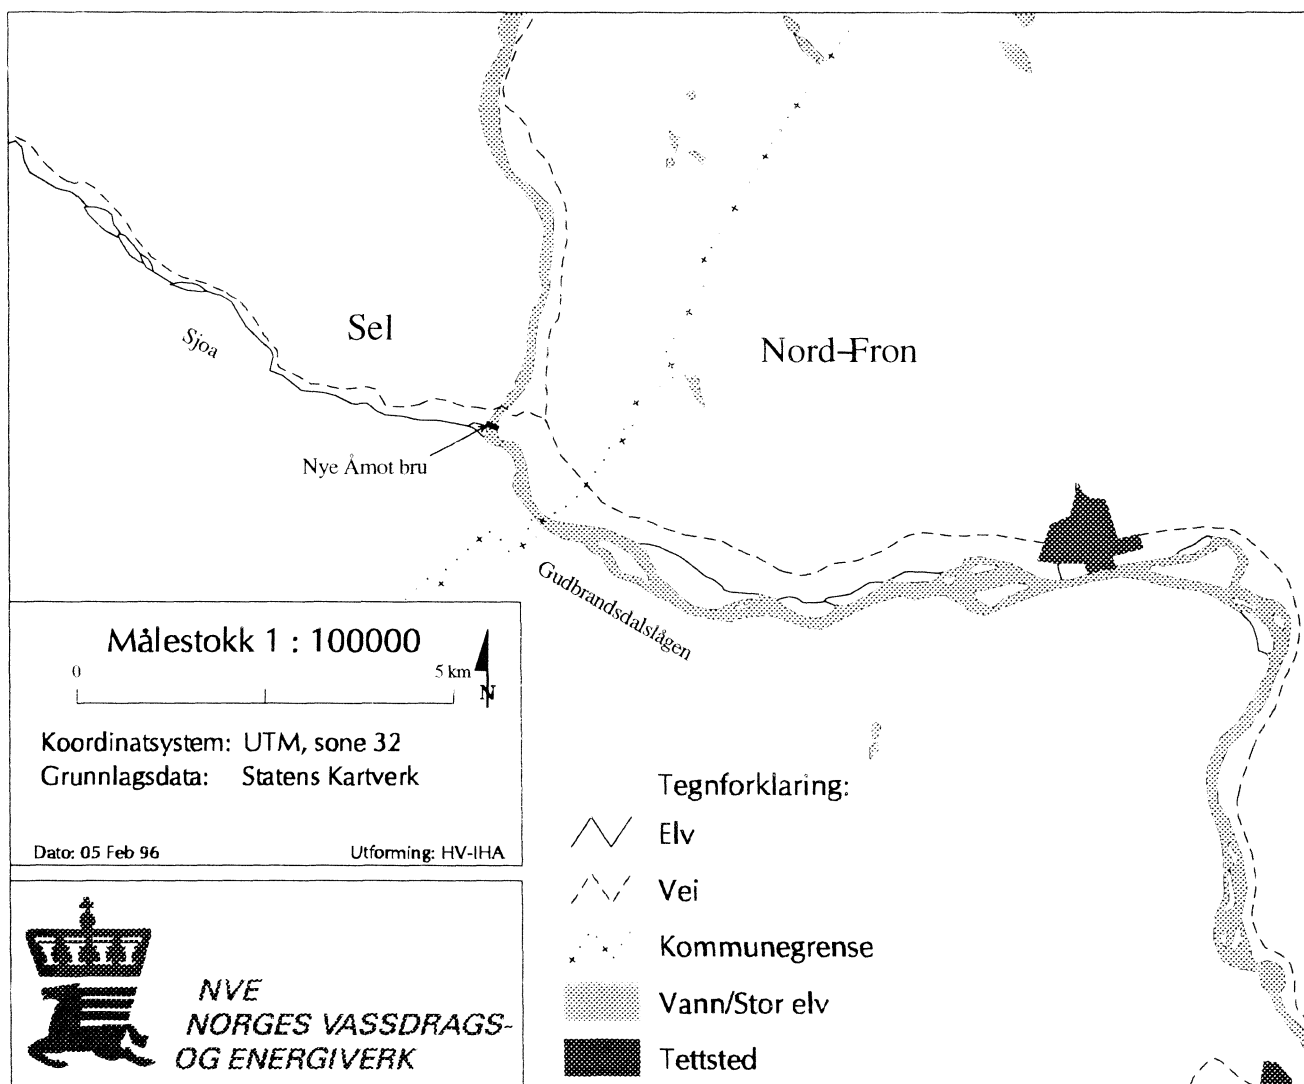 Sel
Sjoa
Nord-Fron
Nye Åmot bru
Gudbrandsdalslågen
Målestokk 1 : 100000
0
5 km
N
Koordinatsystem: UTM, sone 32
Grunnlagsdata: Statens Kartverk
Dato: 05 Feb 96
Utforming: HV-IHA
NVE
NORGES VASSDRAGS-
OG ENERGIVERK
Tegnforklaring:
Elv
Vei
Kommunegrense
Vann/Stor elv
Tettsted